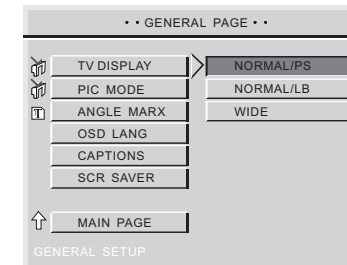 • • GENERAL PAGE • •
TV DISPLAY
NORMAL/PS
PIC MODE
NORMAL/LB
ANGLE MARX
WIDE
OSD LANG
CAPTIONS
SCR SAVER
MAIN PAGE
GENERAL SETUP